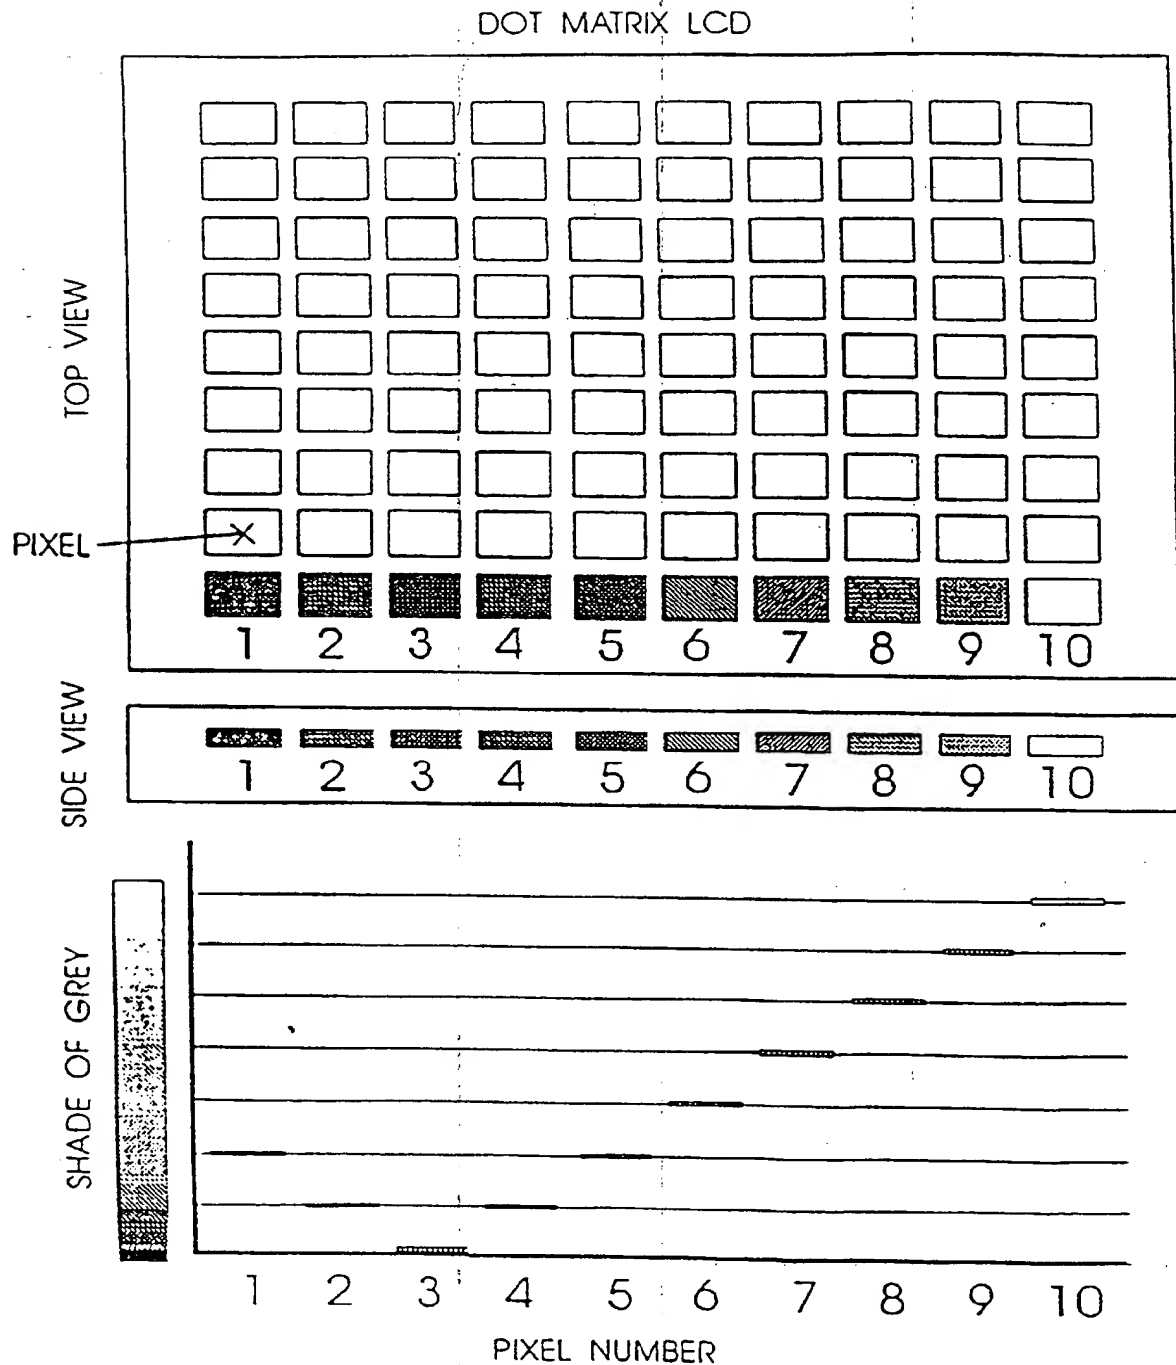 DOT MATRIX LCD
TOP VIEW
PIXEL
1 2 3 4 5 6 7 8 9 10
SIDE VIEW
1 2 3 4 5 6 7 8 9 10
SHADE OF GREY
1 2 3 4 5 6 7 8 9 10
PIXEL NUMBER